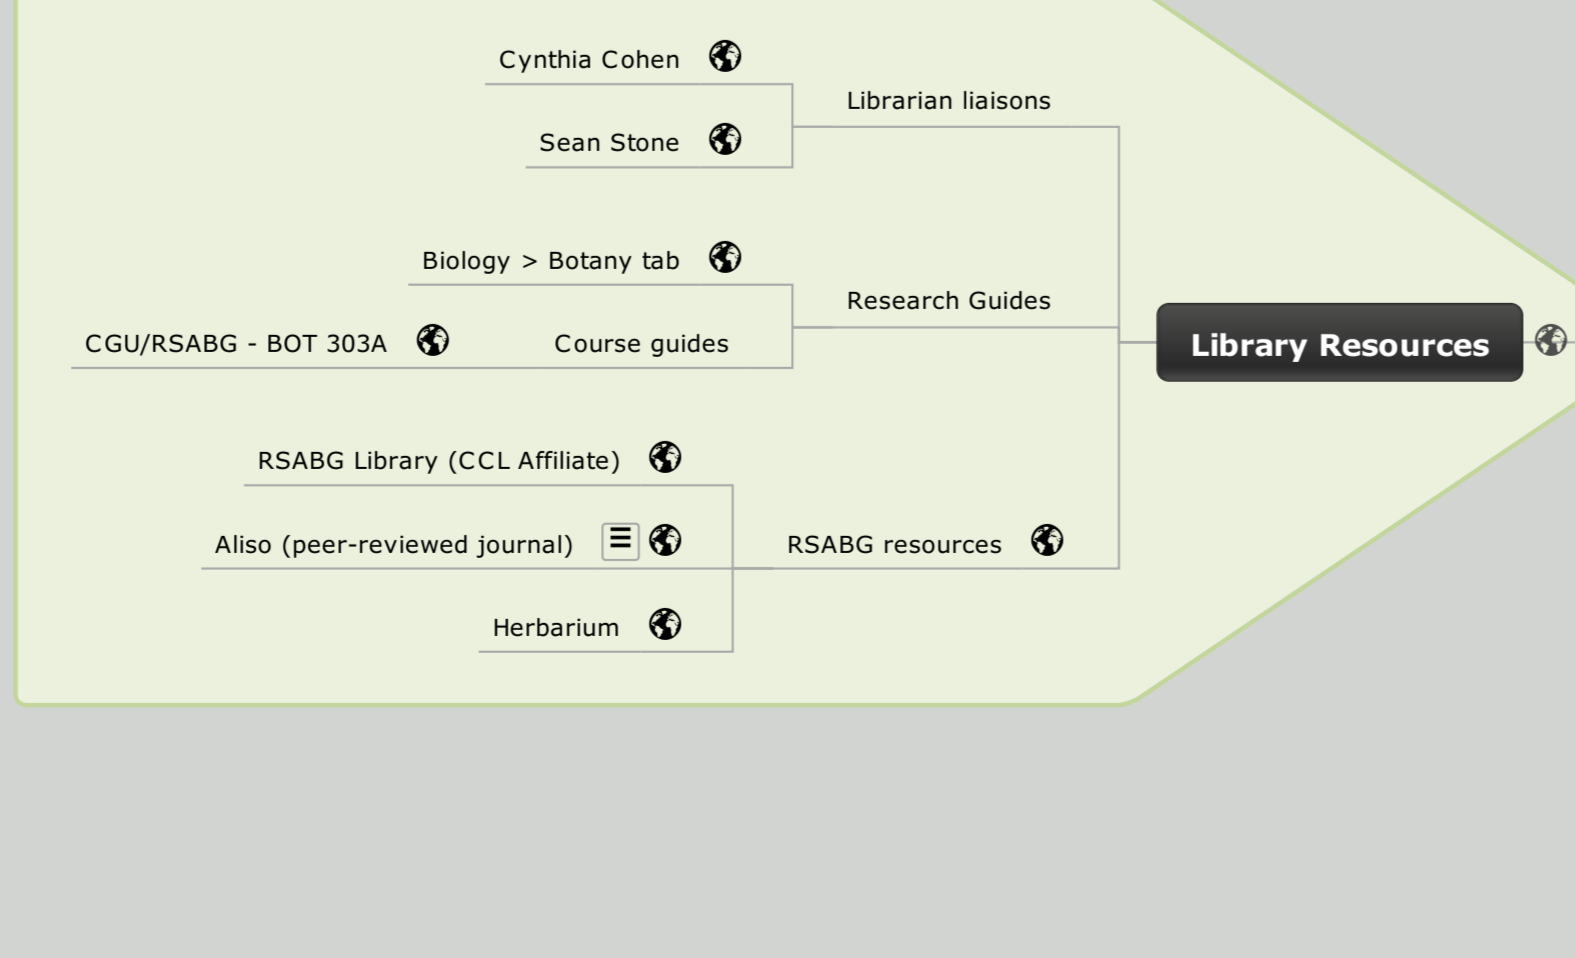 Cynthia Cohen
Librarian liaisons
Sean Stone
Biology > Botany tab
Research Guides
CGU/RSABG - BOT 303A
Course guides
Library Resources
RSABG Library (CCL Affiliate)
Aliso (peer-reviewed journal)
RSABG resources
Herbarium